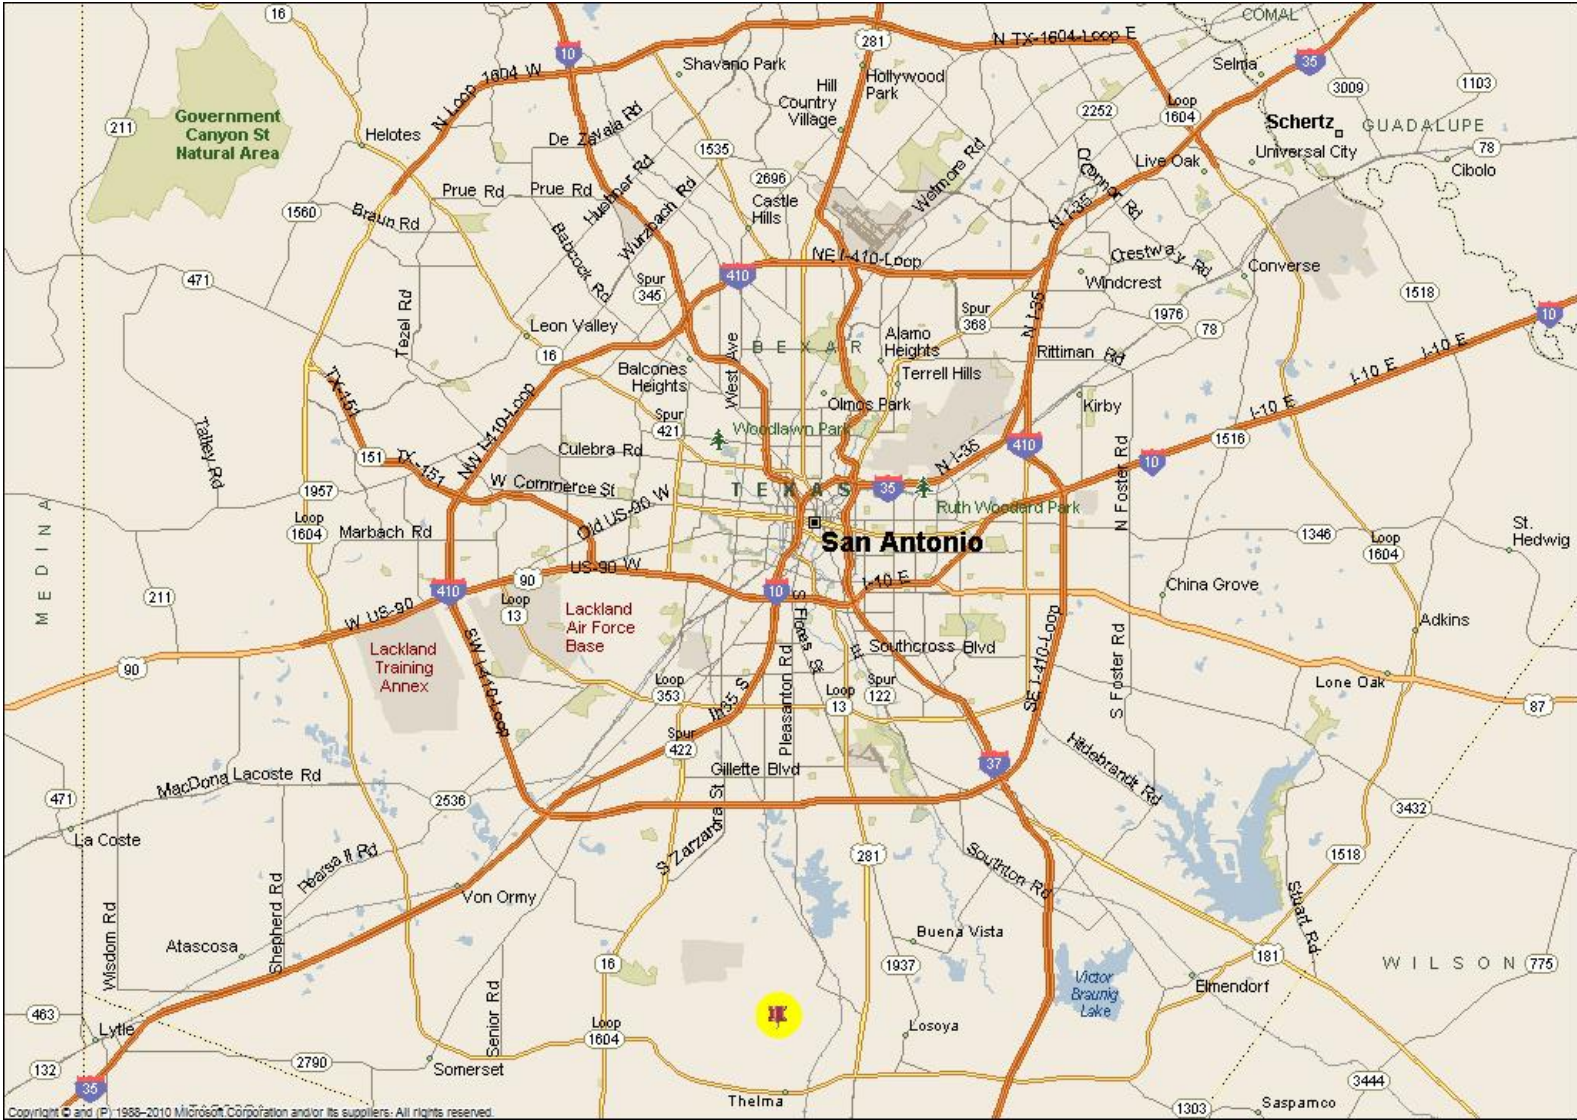 16
COMAL
10
281
N TX-1604-Loop E
35
1604 W
Shavano Park
Hill
Country
Village
Hollywood
Park
Selma
3009
1103
N Loop
Government
Canyon St
Natural Area
211
Helotes
De Zavala Rd
1535
2252
Loop
1604
Schertz
GUADALUPE
Universal City
78
Cibolo
Live Oak
O'Connor Rd
Wetmore Rd
Prue Rd
Prue Rd
Huebner Rd
Wurzbach Rd
2696
Castle
Hills
1560
Braun Rd
Babcock Rd
N I-35
NE I-410-Loop
Crestway Rd
Converse
Windcrest
471
Spur
345
410
1518
10
Tezel Rd
Leon Valley
16
Spur
368
N I-35
1976
78
BEXAR
Alamo
Heights
Rittiman Rd
I-10 E
I-10 E
I-10 E
Balcones
Heights
West Ave
Terrell Hills
TX-151
NW I-410-Loop
Olmos Park
Kirby
Spur
421
Woodlawn Park
Talley Rd
Culebra Rd
151
TX-151
N I-35
410
N Foster Rd
10
1516
W Commerce St
TEXAS
35
Ruth Woodard Park
1957
Loop
1604
Marbach Rd
Old US-90 W
San Antonio
1346
Loop
1604
St.
Hedwig
MEDINA
US-90 W
90
410
10
I-10 E
China Grove
211
W US-90
Loop
13
Lackland
Air Force
Base
S Flores St
Adkins
90
Lackland
Training
Annex
SW I-410-Loop
Pleasanton Rd
St
Southcross Blvd
SE I-410-Loop
S Foster Rd
Loop
353
Loop
13
Spur
122
Lone Oak
87
Ih35 S
Spur
422
Gillette Blvd
37
Hildebrandt Rd
MacDona Lacoste Rd
471
2536
3432
La Coste
S Zarzamora St
Pearsall Rd
281
Southton Rd
1518
Von Ormy
Stuart Rd
Wisdom Rd
Shepherd Rd
Atascosa
Buena Vista
16
1937
181
WILSON
775
Victor
Braunig
Lake
Elmendorf
463
Lytle
Senior Rd
Loop
1604
Losoya
132
35
2790
Somerset
Thelma
3444
1303
Saspamco
Copyright © and (P) 1988–2010 Microsoft Corporation and/or its suppliers. All rights reserved.